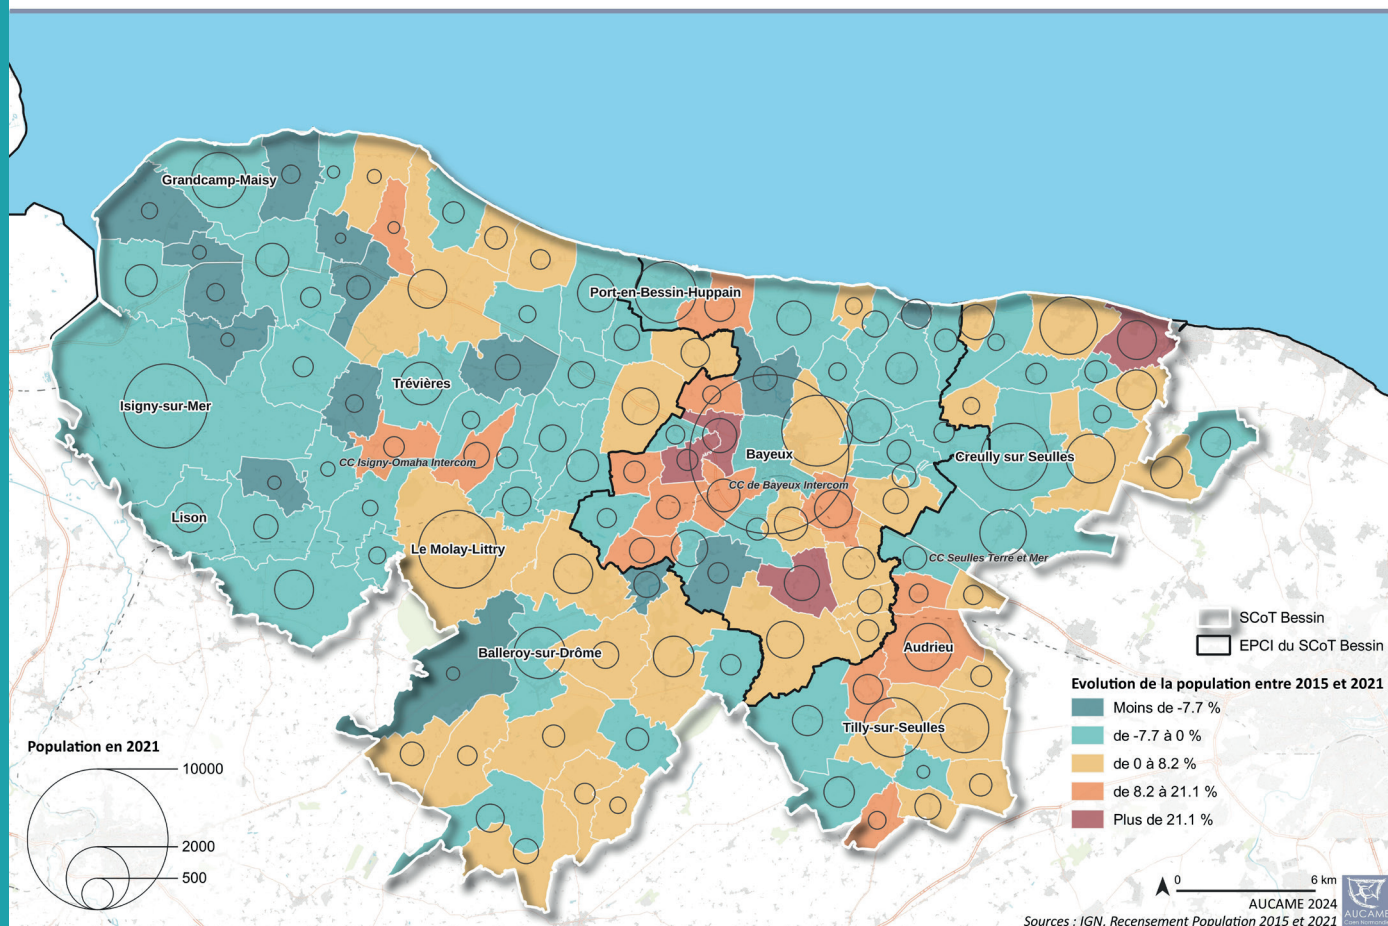 Grandcamp-Maisy
Port-en-Bessin-Huppain
Trévières
Isigny-sur-Mer
Bayeux
Creully sur Seulles
CC Isigny-Omaha Intercom
CC de Bayeux Intercom
Lison
Le Molay-Littry
CC Seulles Terre et Mer
Balleroy-sur-Drôme
Audrieu
Tilly-sur-Seulles
SCoT Bessin
EPCI du SCoT Bessin
Evolution de la population entre 2015 et 2021
Moins de -7.7 %
de -7.7 à 0 %
de 0 à 8.2 %
de 8.2 à 21.1 %
Plus de 21.1 %
Population en 2021
10000
2000
500
0 6 km
AUCAME 2024
Sources : IGN, Recensement Population 2015 et 2021
AUCAME
Caen Normandie